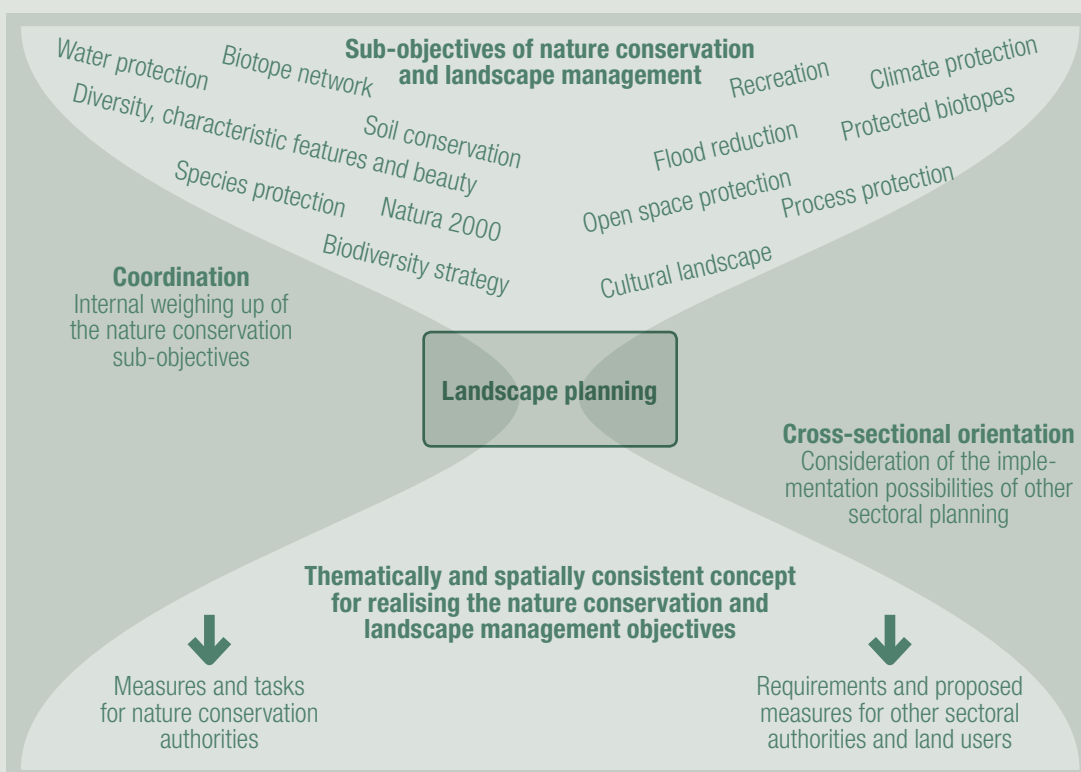 Sub-objectives of nature conservation
and landscape management
Water protection
Biotope network
Recreation
Climate protection
Diversity, characteristic features and beauty
Soil conservation
Flood reduction
Protected biotopes
Species protection
Natura 2000
Open space protection
Process protection
Biodiversity strategy
Cultural landscape
Coordination
Internal weighing up of
the nature conservation
sub-objectives
Landscape planning
Cross-sectional orientation
Consideration of the imple-
mentation possibilities of other
sectoral planning
Thematically and spatially consistent concept
for realising the nature conservation and
landscape management objectives
Measures and tasks
for nature conservation
authorities
Requirements and proposed
measures for other sectoral
authorities and land users